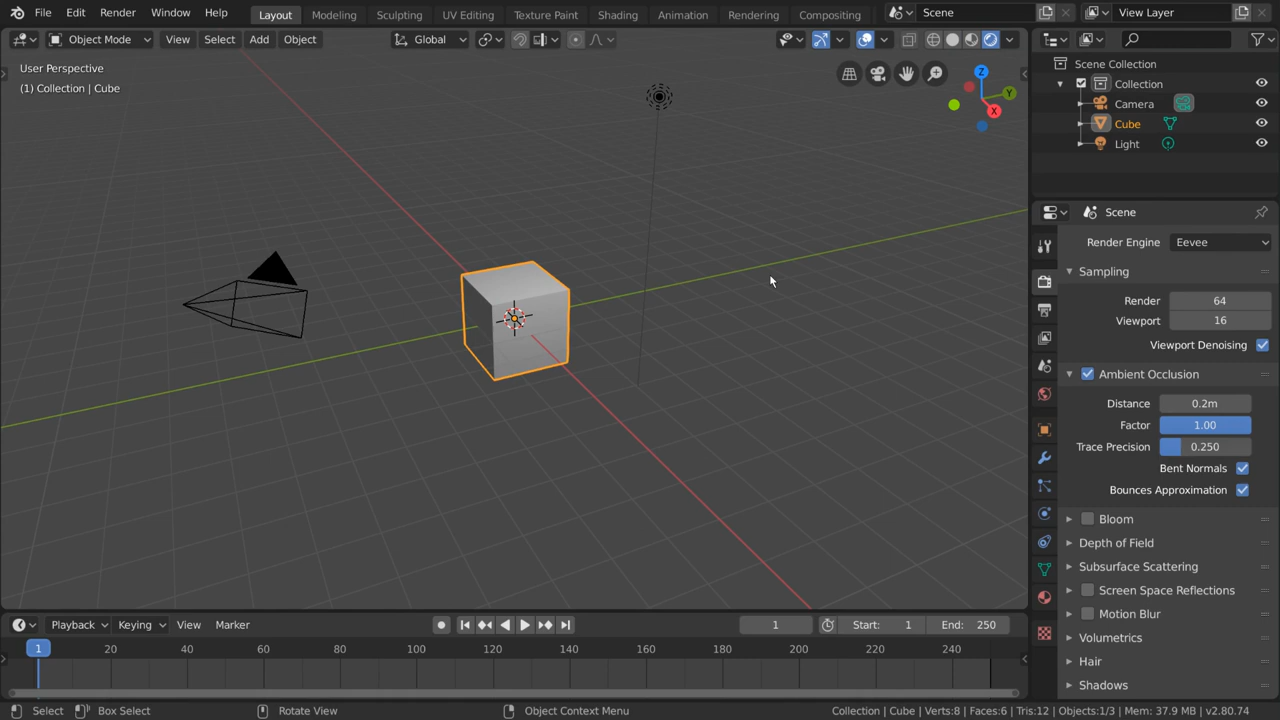 File Edit Render Window Help Layout Modeling Sculpting UV Editing Texture Paint Shading Animation Rendering Compositing Scene View Layer
Object Mode View Select Add Object Global
User Perspective
(1) Collection | Cube
Z
Y
X
Scene Collection
Collection
Camera
Cube
Light
Scene
Render Engine Eevee
Sampling
Render 64
Viewport 16
Viewport Denoising
Ambient Occlusion
Distance 0.2m
Factor 1.00
Trace Precision 0.250
Bent Normals
Bounces Approximation
Bloom
Depth of Field
Subsurface Scattering
Screen Space Reflections
Motion Blur
Volumetrics
Hair
Shadows
Playback Keying View Marker 1 Start: 1 End: 250
1 20 40 60 80 100 120 140 160 180 200 220 240
Select Box Select Rotate View Object Context Menu Collection | Cube | Verts:8 | Faces:6 | Tris:12 | Objects:1/3 | Mem: 37.9 MB | v2.80.74